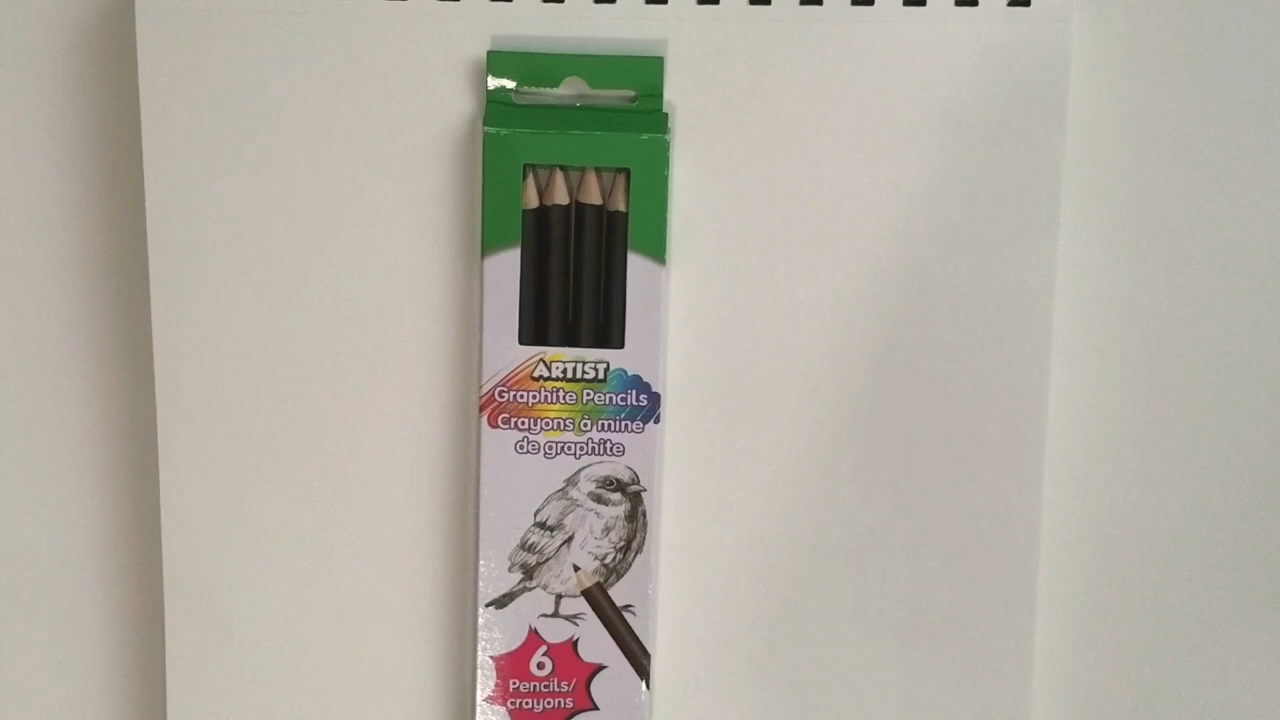 ARTIST
Graphite Pencils
Crayons à mine
de graphite
6
Pencils/
crayons